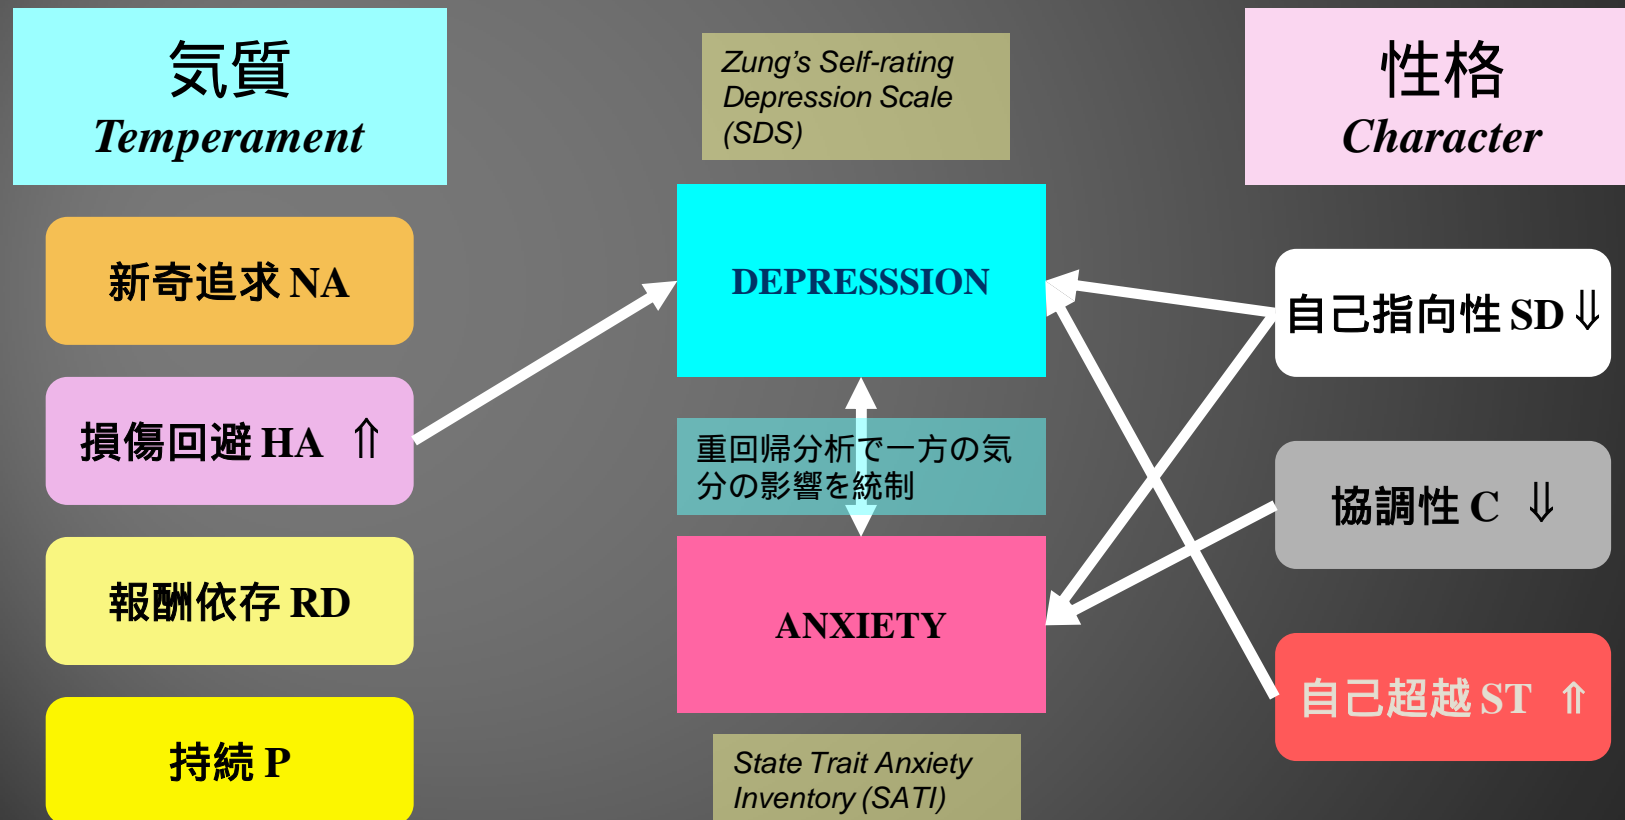 気質
Temperament
新奇追求 NA
損傷回避 HA ⇑
報酬依存 RD
持続 P
Zung’s Self-rating
Depression Scale
(SDS)
DEPRESSSION
重回帰分析で一方の気
分の影響を統制
ANXIETY
State Trait Anxiety
Inventory (SATI)
性格
Character
自己指向性 SD ⇓
協調性 C ⇓
自己超越 ST ⇑